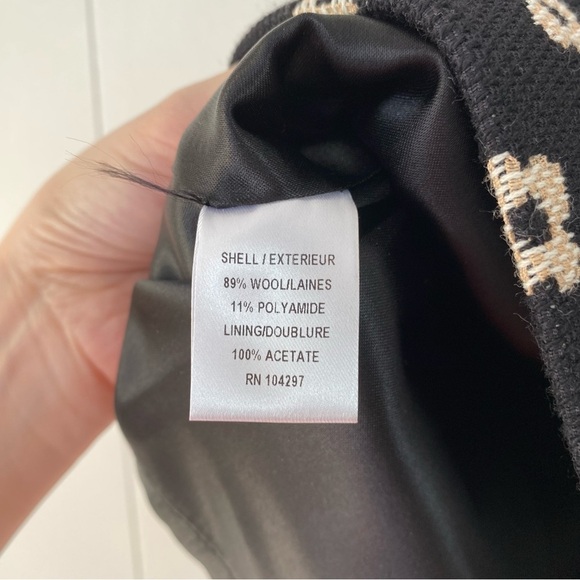 SHELL / EXTERIEUR
89% WOOL/LAINES
11% POLYAMIDE
LINING/DOUBLURE
100% ACETATE
RN 104297